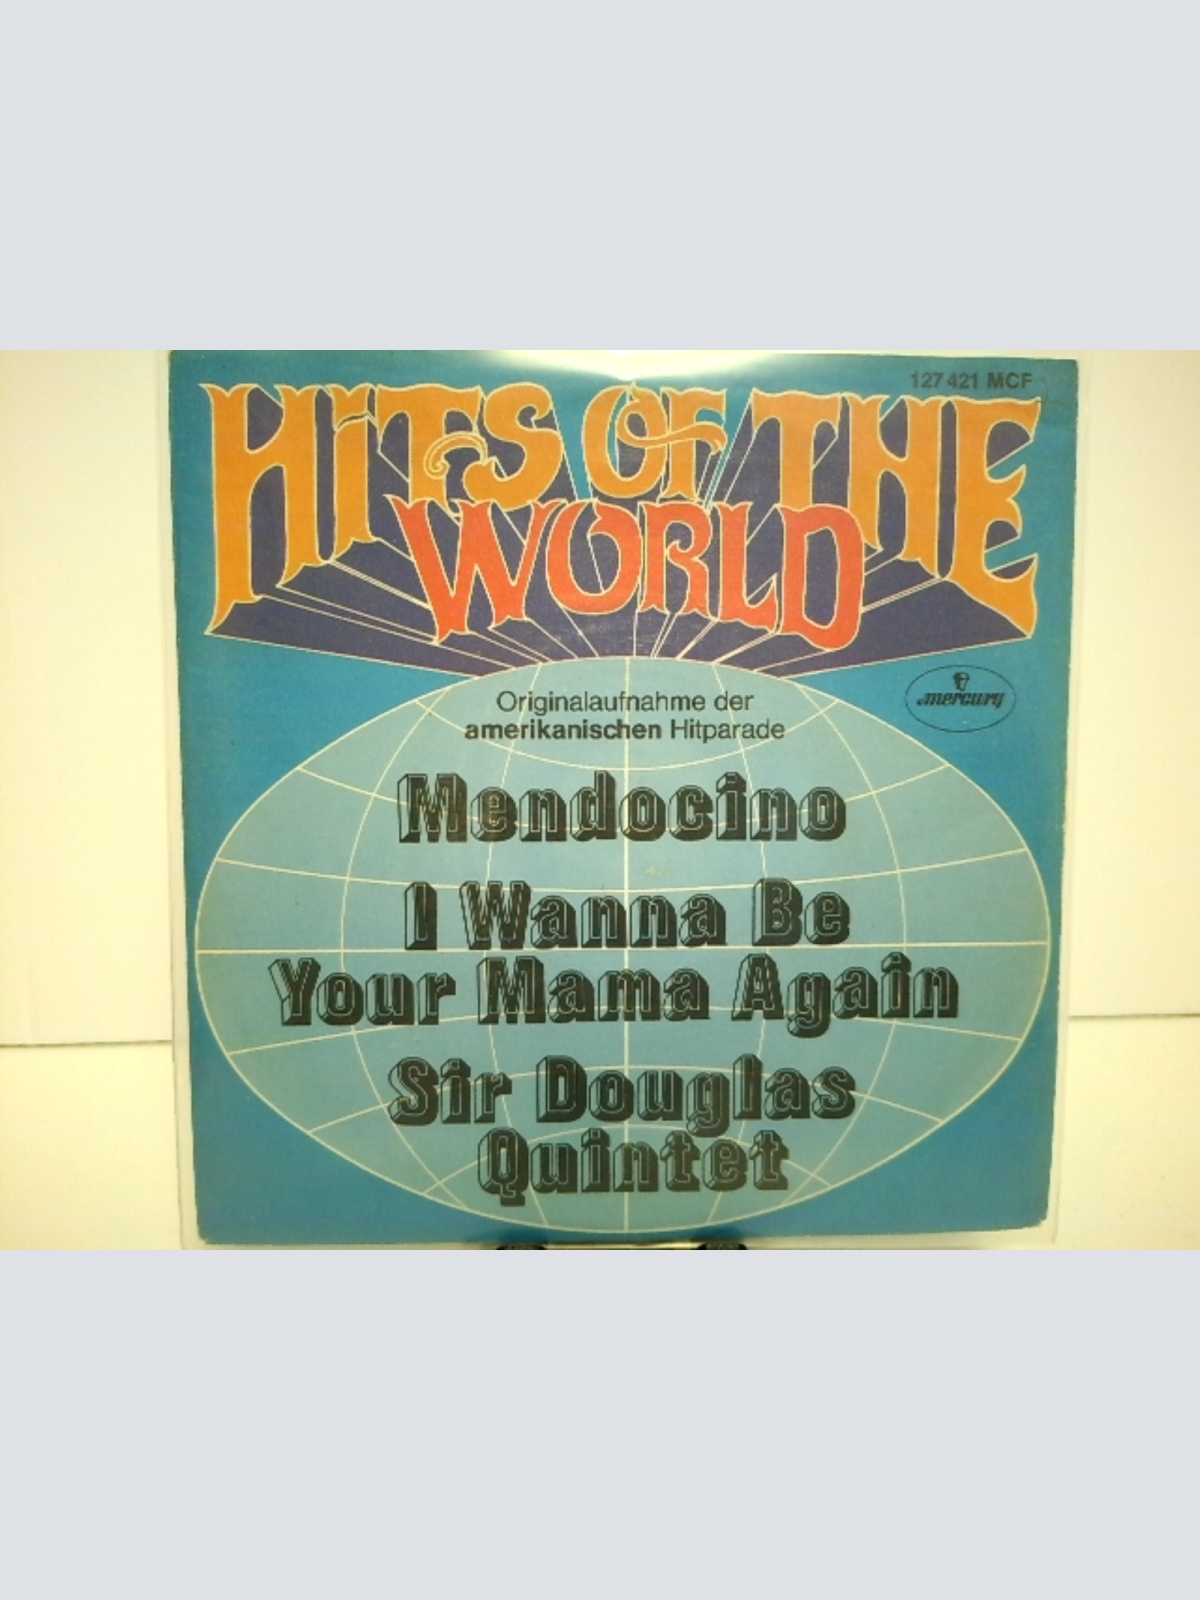 127 421 MCF
HiTS OF THE
WORLD
mercury
Originalaufnahme der
amerikanischen Hitparade
Mendocino
I Wanna Be
Your Mama Again
Sir Douglas
Quintet